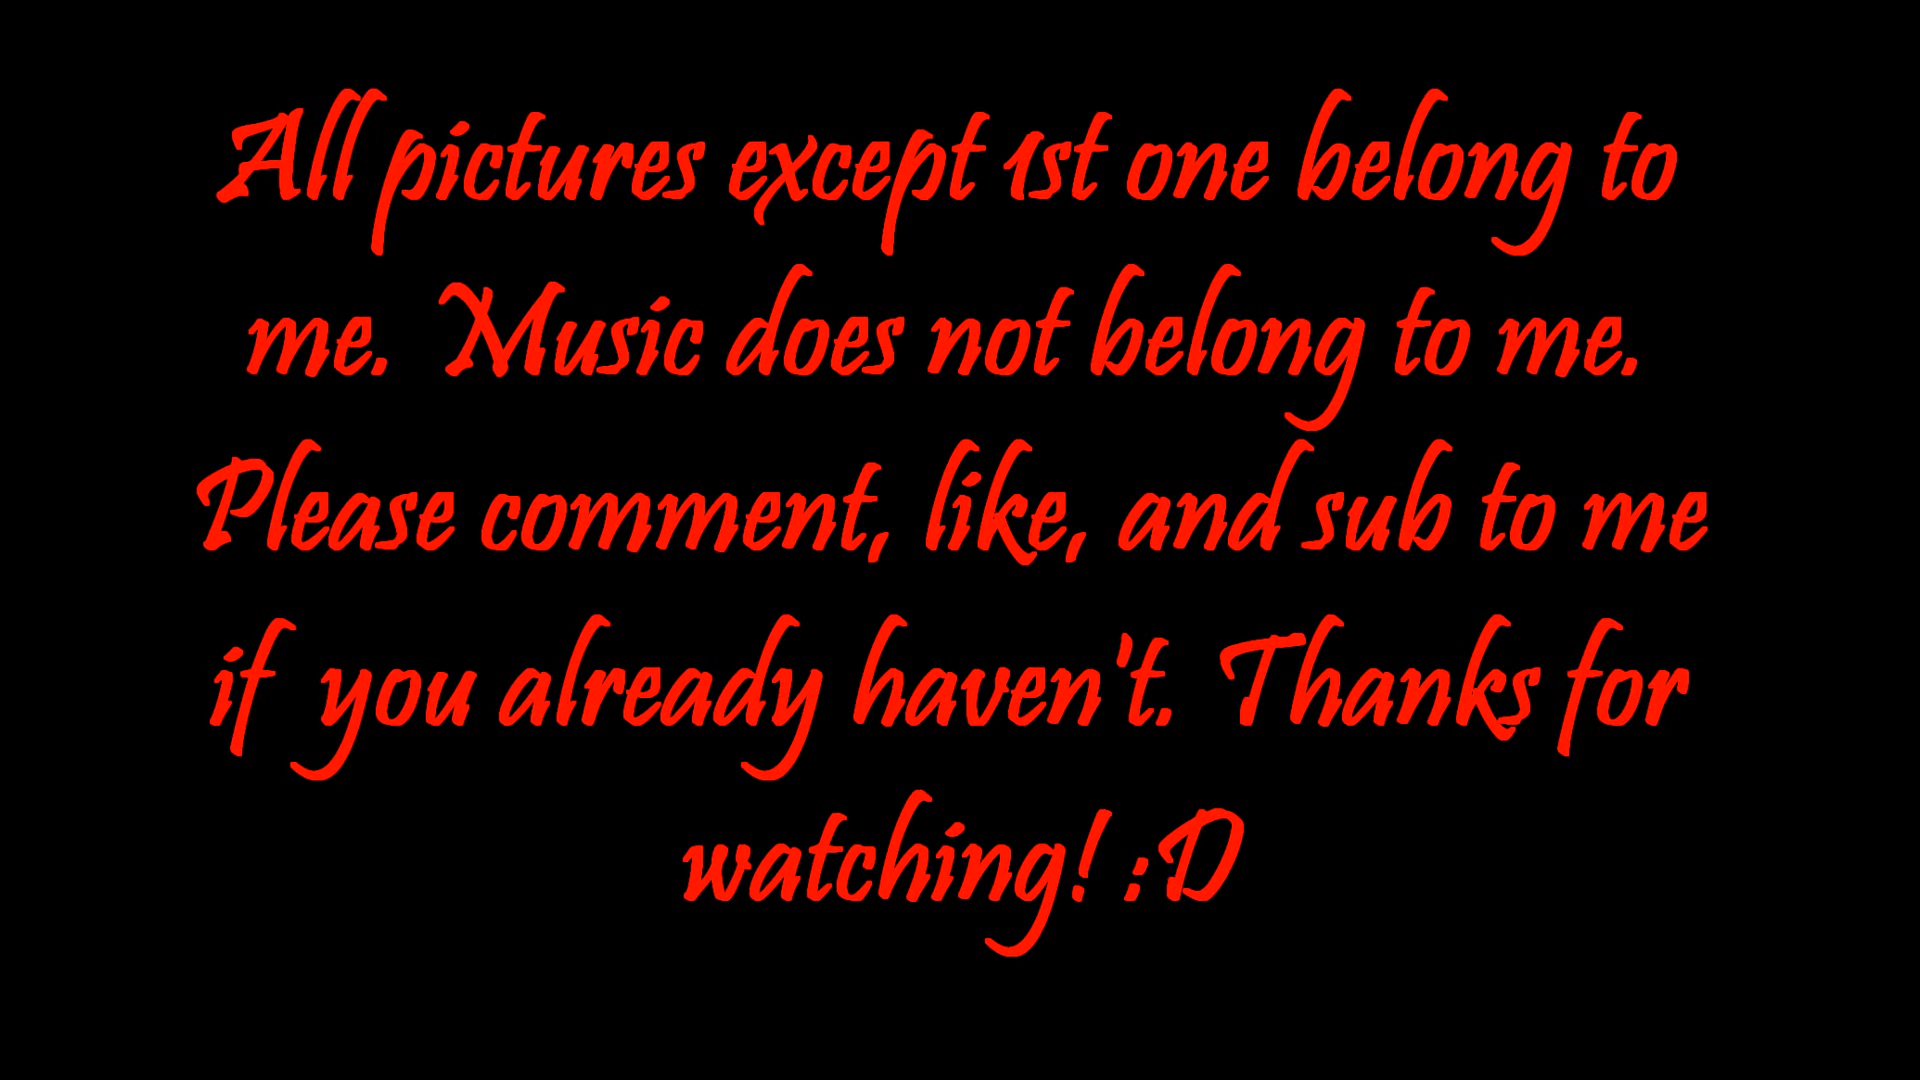 All pictures except 1st one belong to
me. Music does not belong to me.
Please comment, like, and sub to me
if you already haven't. Thanks for
watching! :D